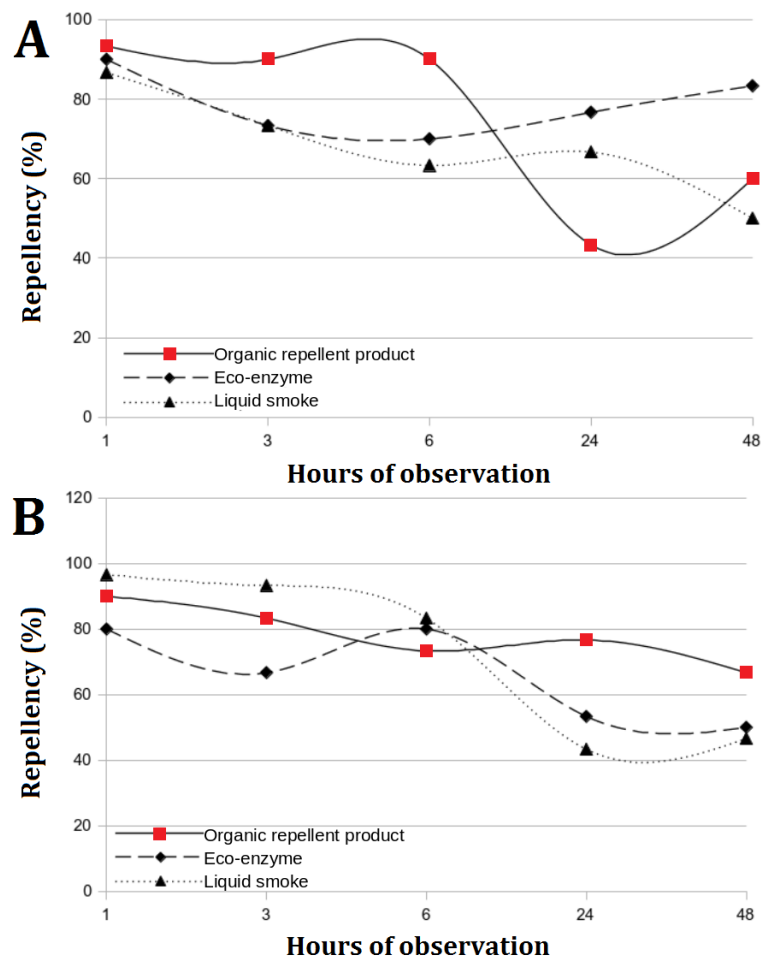 A
Repellency (%)
100
80
60
40
20
0
Organic repellent product
Eco-enzyme
Liquid smoke
1 3 6 24 48
Hours of observation
B
Repellency (%)
120
100
80
60
40
20
0
Organic repellent product
Eco-enzyme
Liquid smoke
1 3 6 24 48
Hours of observation